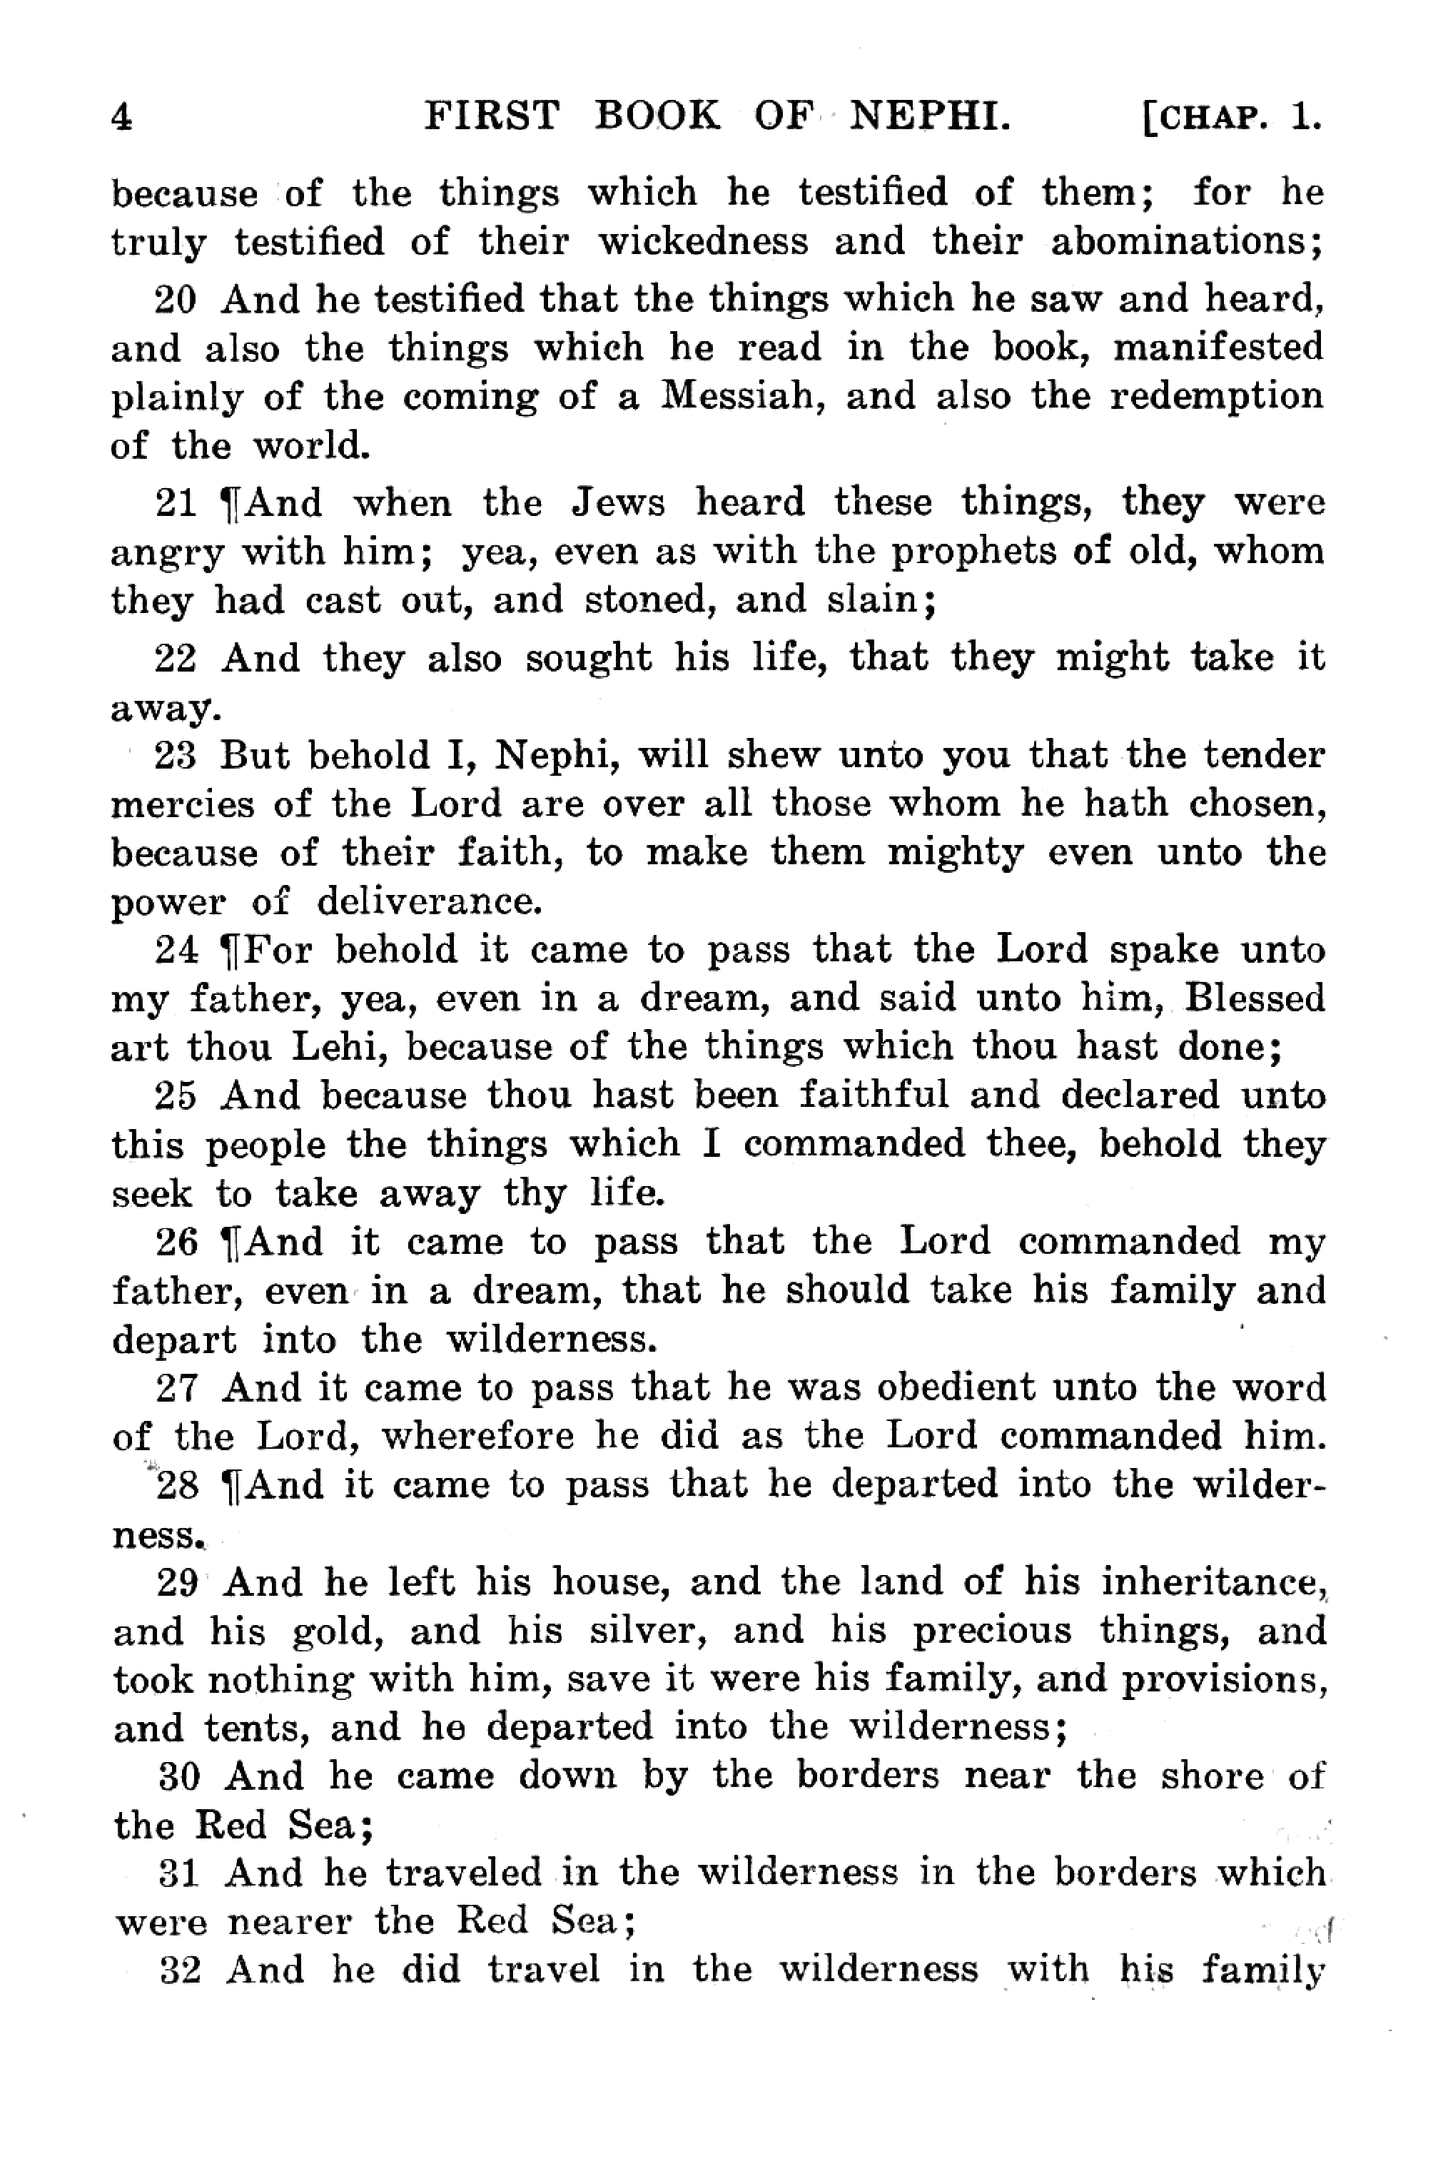 4 FIRST BOOK OF NEPHI. [CHAP. 1.
because of the things which he testified of them; for he
truly testified of their wickedness and their abominations;
20 And he testified that the things which he saw and heard,
and also the things which he read in the book, manifested
plainly of the coming of a Messiah, and also the redemption
of the world.
21 ¶And when the Jews heard these things, they were
angry with him; yea, even as with the prophets of old, whom
they had cast out, and stoned, and slain;
22 And they also sought his life, that they might take it
away.
23 But behold I, Nephi, will shew unto you that the tender
mercies of the Lord are over all those whom he hath chosen,
because of their faith, to make them mighty even unto the
power of deliverance.
24 ¶For behold it came to pass that the Lord spake unto
my father, yea, even in a dream, and said unto him, Blessed
art thou Lehi, because of the things which thou hast done;
25 And because thou hast been faithful and declared unto
this people the things which I commanded thee, behold they
seek to take away thy life.
26 ¶And it came to pass that the Lord commanded my
father, even in a dream, that he should take his family and
depart into the wilderness.
27 And it came to pass that he was obedient unto the word
of the Lord, wherefore he did as the Lord commanded him.
28 ¶And it came to pass that he departed into the wilder-
ness.
29 And he left his house, and the land of his inheritance,
and his gold, and his silver, and his precious things, and
took nothing with him, save it were his family, and provisions,
and tents, and he departed into the wilderness;
30 And he came down by the borders near the shore of
the Red Sea;
31 And he traveled in the wilderness in the borders which
were nearer the Red Sea;
32 And he did travel in the wilderness with his family